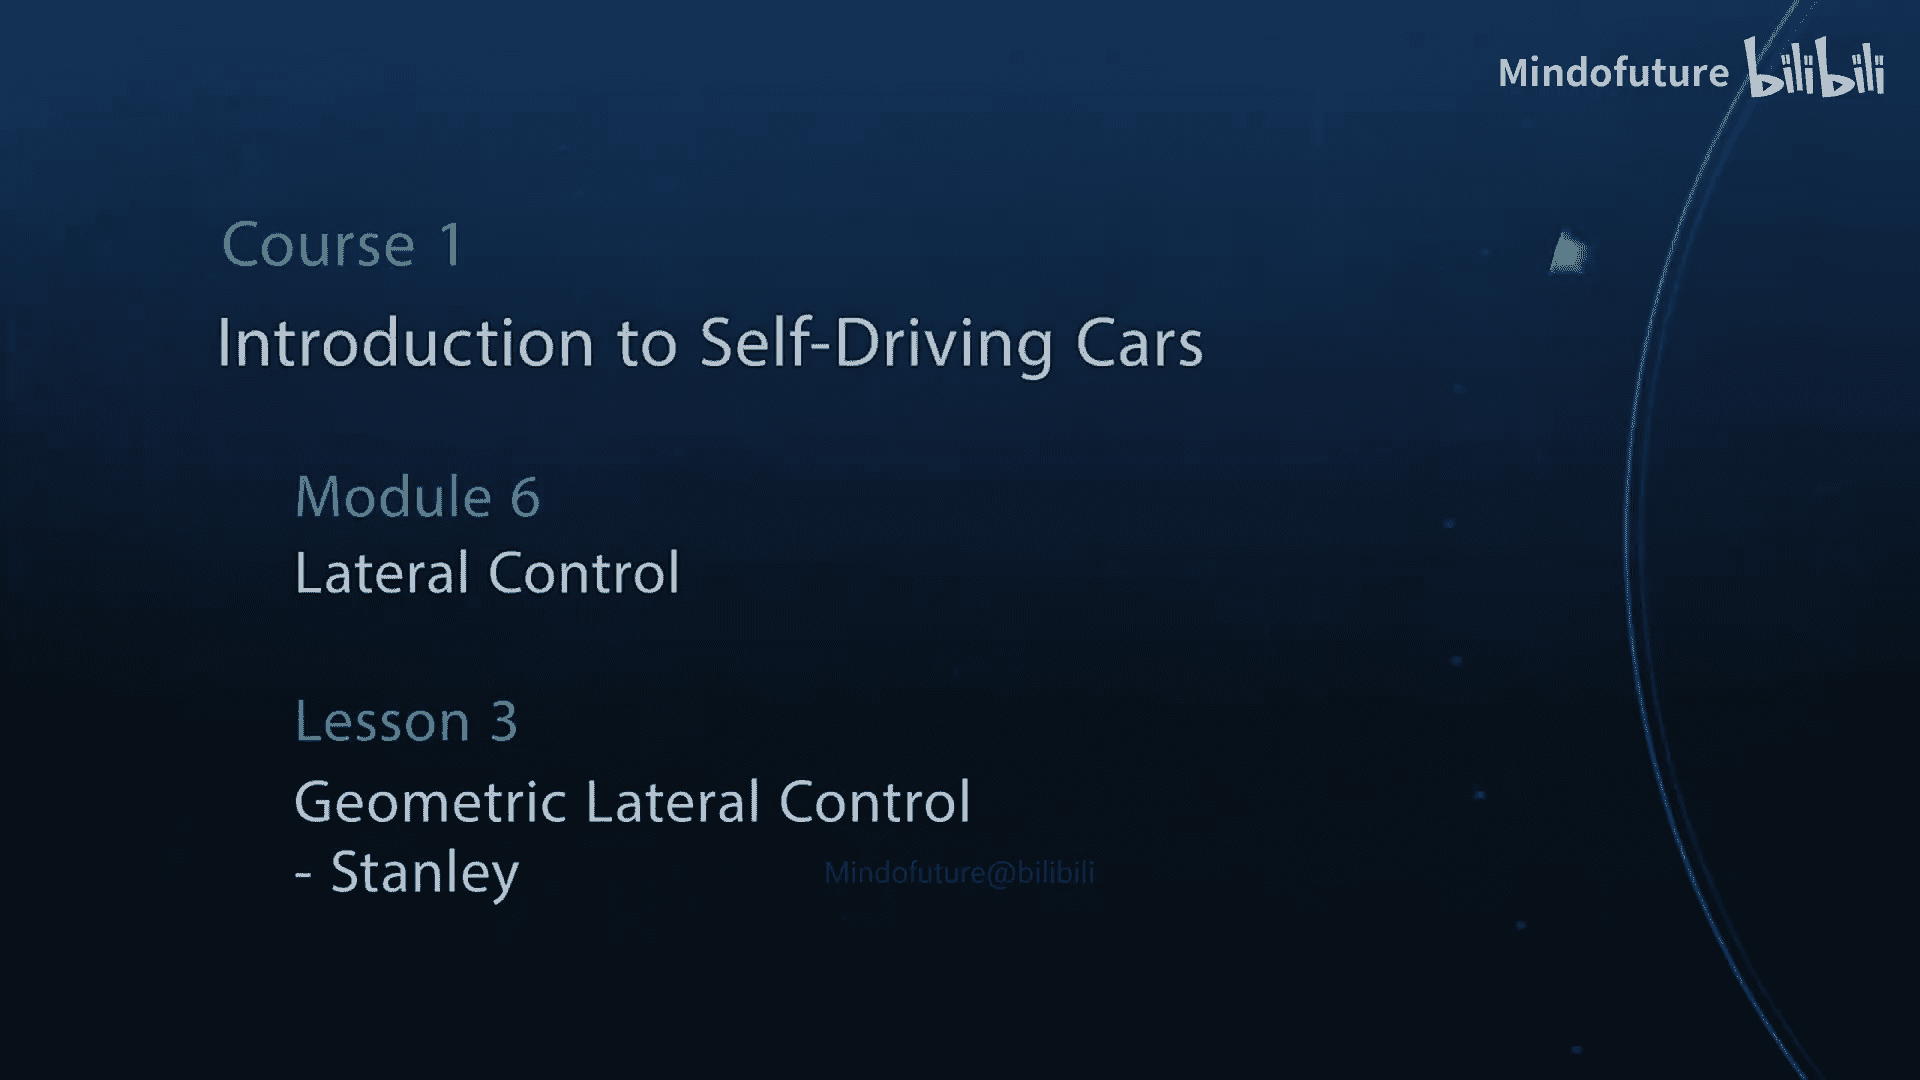 Mindofuture bilibili
Course 1
Introduction to Self-Driving Cars
Module 6
Lateral Control
Lesson 3
Geometric Lateral Control
- Stanley
Mindofuture@bilibili